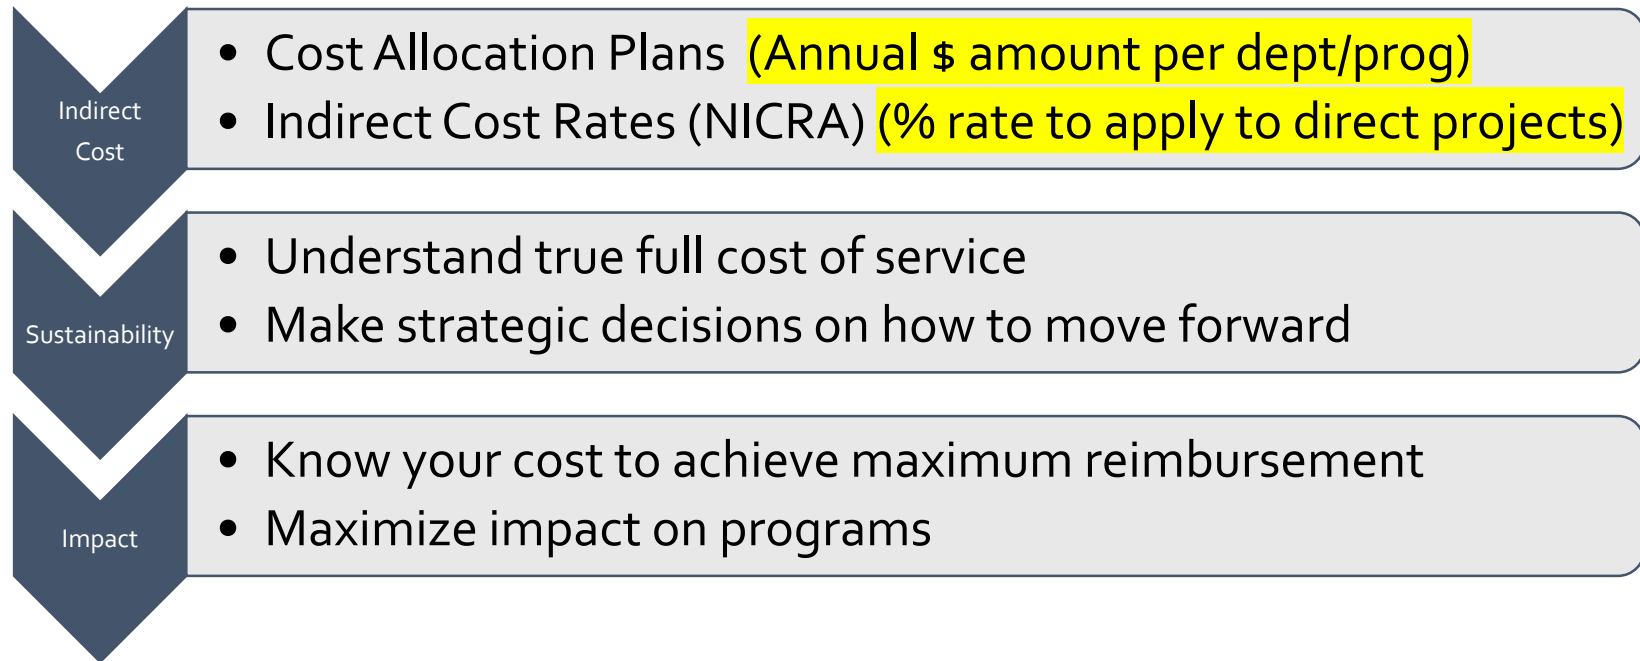 Indirect
Cost
• Cost Allocation Plans (Annual $ amount per dept/prog)
• Indirect Cost Rates (NICRA) (% rate to apply to direct projects)
Sustainability
• Understand true full cost of service
• Make strategic decisions on how to move forward
Impact
• Know your cost to achieve maximum reimbursement
• Maximize impact on programs